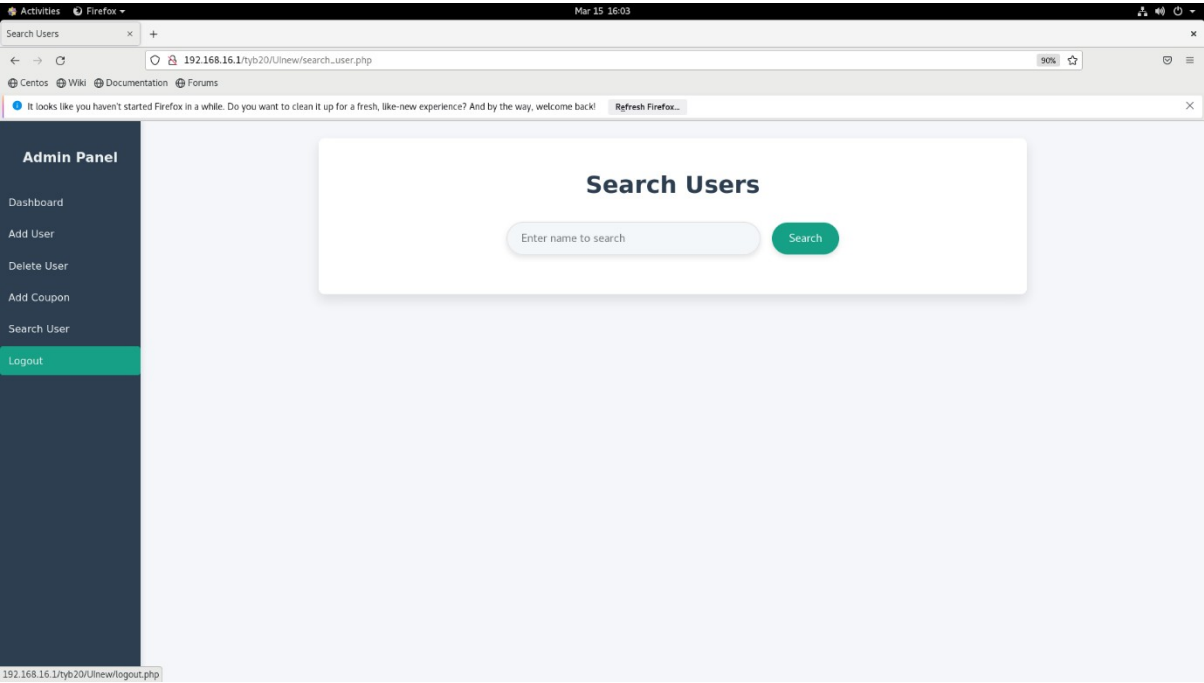 Activities Firefox Mar 15 16:03
Search Users
192.168.16.1/tyb20/UInew/search_user.php 90%
Centos Wiki Documentation Forums
It looks like you haven't started Firefox in a while. Do you want to clean it up for a fresh, like-new experience? And by the way, welcome back! Refresh Firefox...
Admin Panel
Dashboard
Add User
Delete User
Add Coupon
Search User
Logout
Search Users
Enter name to search Search
192.168.16.1/tyb20/UInew/logout.php